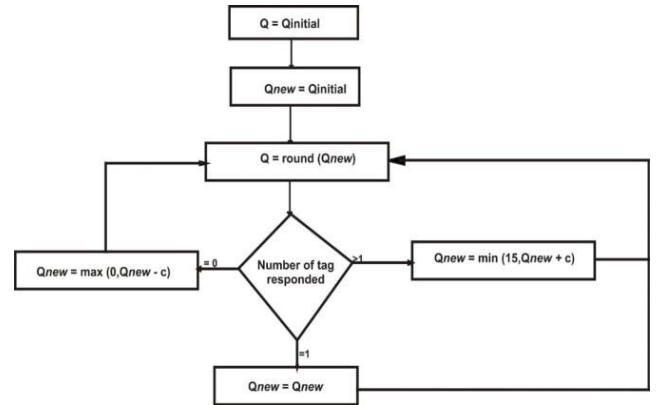 Q = Qinitial
Qnew = Qinitial
Q = round (Qnew)
Number of tag
responded
= 0
>1
=1
Qnew = max (0,Qnew - c)
Qnew = min (15,Qnew + c)
Qnew = Qnew